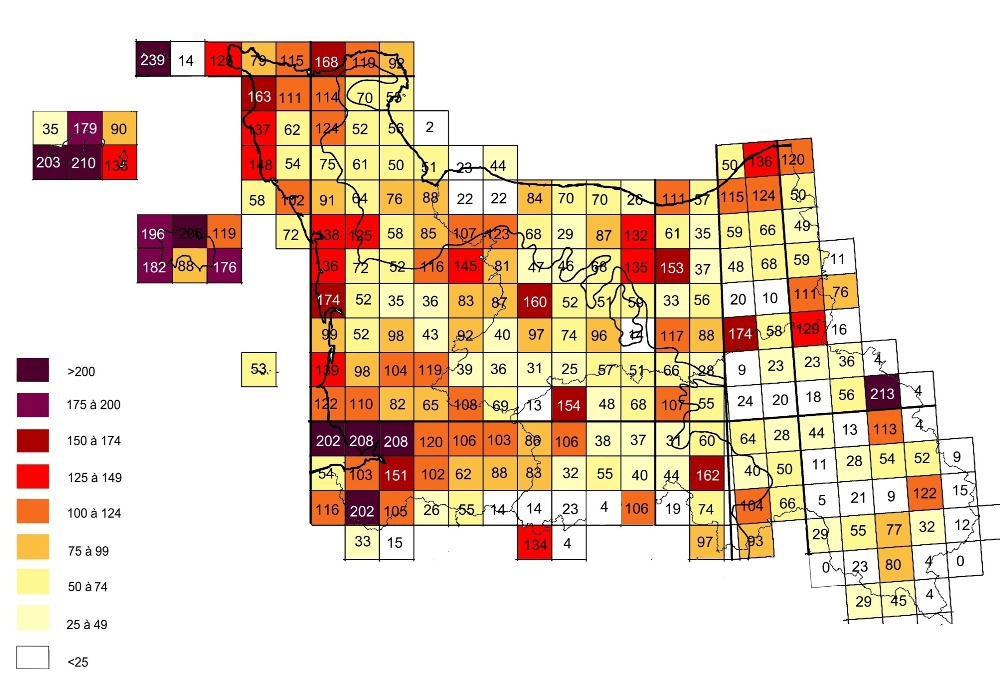 239 14 125 79 115 168 119 92
163 111 114 70 55
35 179 90 137 62 124 52 56 2
203 210 135 148 54 75 61 50 51 23 44 50 136 120
58 102 91 64 76 88 22 22 84 70 70 26 111 57 115 124 50
196 206 119 72 138 125 58 85 107 123 68 29 87 132 61 35 59 66 49
182 88 176 136 72 52 116 145 81 47 46 68 135 153 37 48 68 59 11
174 52 35 36 83 87 160 52 51 59 33 56 20 10 111 76
99 52 98 43 92 40 97 74 96 117 88 174 58 129 16
53 139 98 104 119 39 36 31 25 57 51 66 28 9 23 23 36 4
>200
122 110 82 65 108 69 13 154 48 68 107 55 24 20 18 56 213 4
175 à 200
202 208 208 120 106 103 86 106 38 37 31 60 64 28 44 13 113 4
150 à 174
54 103 151 102 62 88 83 32 55 40 44 162 40 50 11 28 54 52 9
125 à 149
116 202 105 26 55 14 14 23 4 106 19 74 104 66 5 21 9 122 15
100 à 124
33 15 134 4 97 93 29 55 77 32 12
75 à 99
0 23 80 4 0
50 à 74
29 45 4
25 à 49
<25